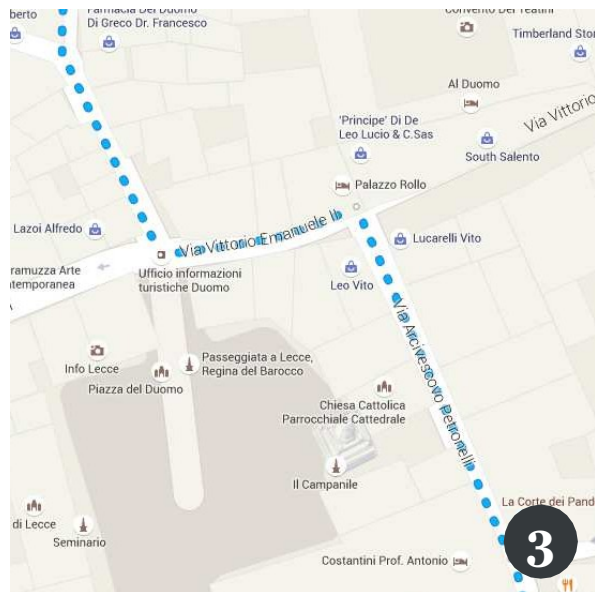 Farmacia Del Duomo
Convento Dei Teatini
berto
Di Greco Dr. Francesco
Timberland Stor
Al Duomo
Via Vittorio
'Principe' Di De
Leo Lucio & C.Sas
South Salento
Palazzo Rollo
Lazoi Alfredo
Via Vittorio Emanuele II
Lucarelli Vito
ramuzza Arte
itemporanea
Ufficio informazioni
turistiche Duomo
Leo Vito
Via Arcivescovo Petronelli
Info Lecce
Passeggiata a Lecce,
Regina del Barocco
Piazza del Duomo
Chiesa Cattolica
Parrocchiale Cattedrale
Il Campanile
di Lecce
Seminario
La Corte dei Pand
3
Costantini Prof. Antonio